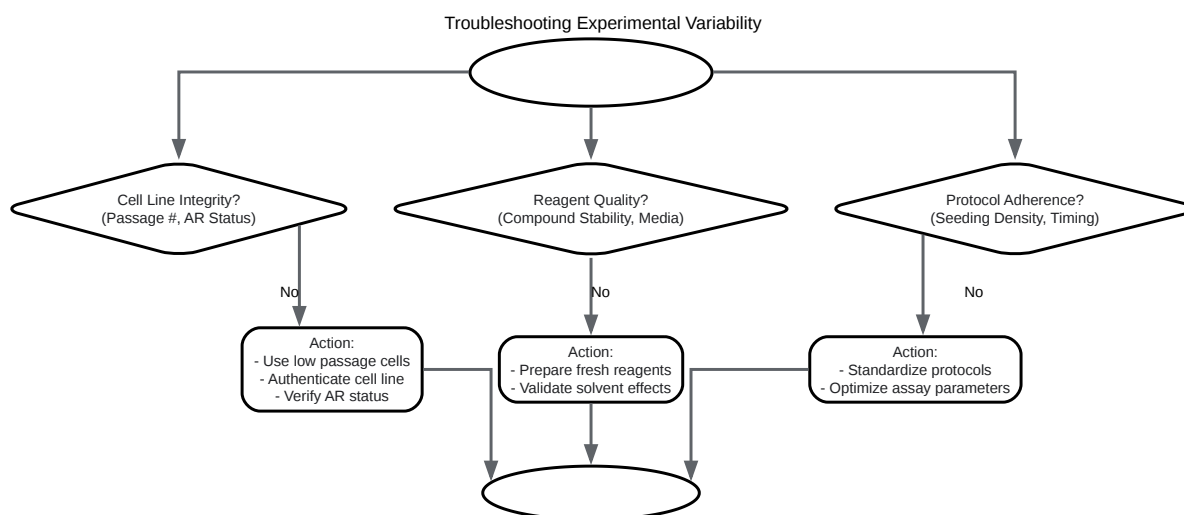 Troubleshooting Experimental Variability
Cell Line Integrity?
(Passage #, AR Status)
Reagent Quality?
(Compound Stability, Media)
Protocol Adherence?
(Seeding Density, Timing)
No
No
No
Action:
- Use low passage cells
- Authenticate cell line
- Verify AR status
Action:
- Prepare fresh reagents
- Validate solvent effects
Action:
- Standardize protocols
- Optimize assay parameters